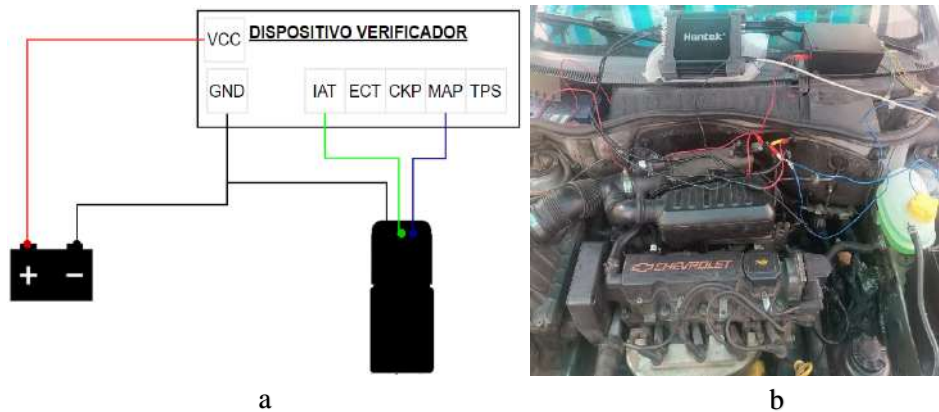 VCC DISPOSITIVO VERIFICADOR
GND IAT ECT CKP MAP TPS
+ −
Hantek
CHEVROLET
a b